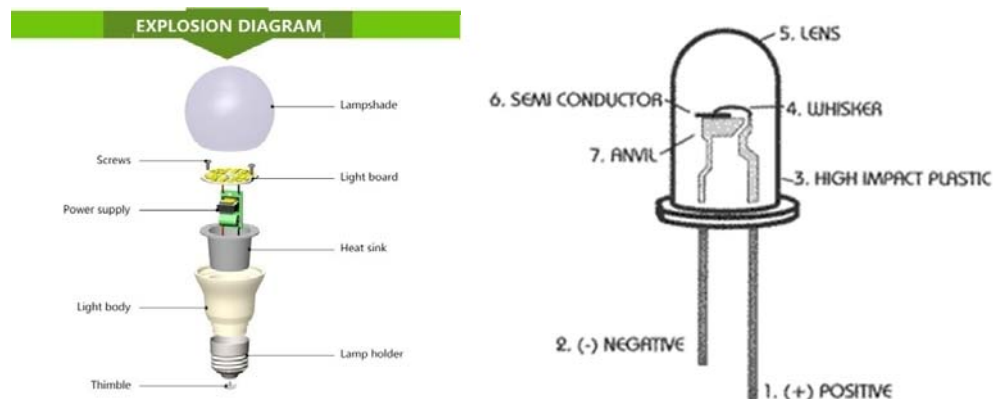 EXPLOSION DIAGRAM
Lampshade
Screws
Light board
Power supply
Heat sink
Light body
Lamp holder
Thimble
5. LENS
6. SEMI CONDUCTOR
4. WHISKER
7. ANVIL
3. HIGH IMPACT PLASTIC
2. (-) NEGATIVE
1. (+) POSITIVE